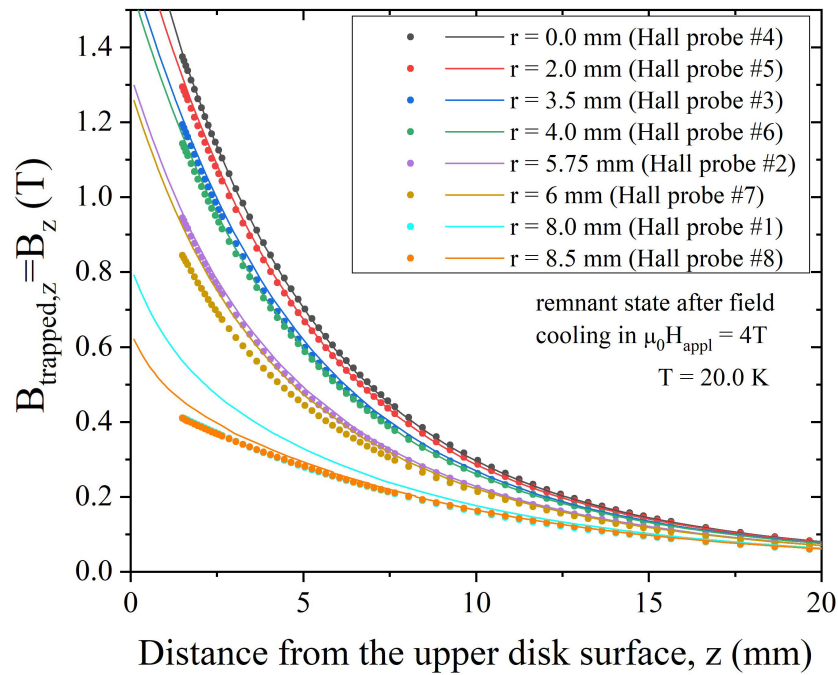 1.4
1.2
1.0
0.8
0.6
0.4
0.2
0.0
B_trapped,z=B_z (T)
r = 0.0 mm (Hall probe #4)
r = 2.0 mm (Hall probe #5)
r = 3.5 mm (Hall probe #3)
r = 4.0 mm (Hall probe #6)
r = 5.75 mm (Hall probe #2)
r = 6 mm (Hall probe #7)
r = 8.0 mm (Hall probe #1)
r = 8.5 mm (Hall probe #8)
remnant state after field
cooling in μ₀H_appl = 4T
T = 20.0 K
0 5 10 15 20
Distance from the upper disk surface, z (mm)